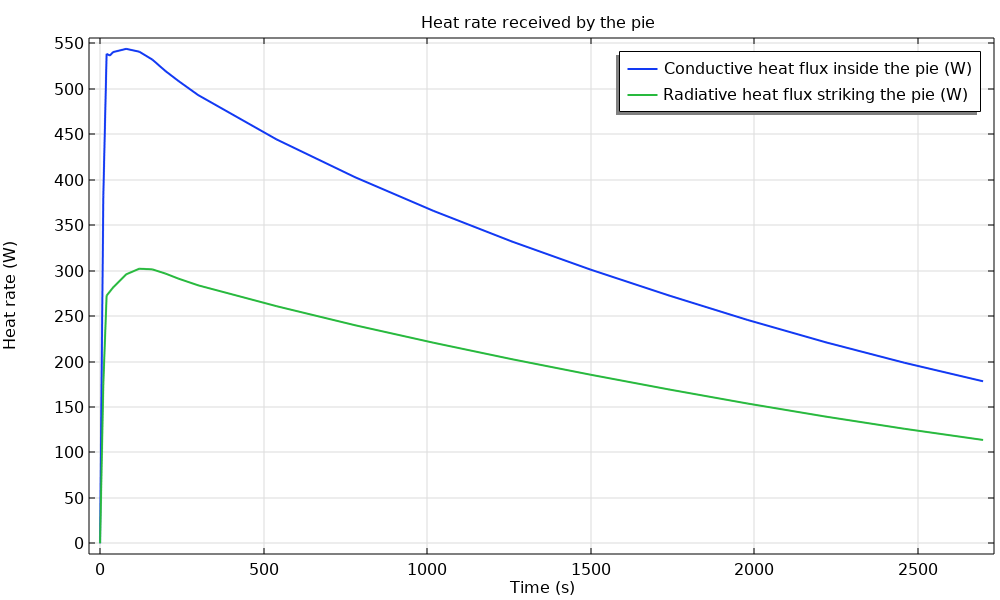 Heat rate received by the pie
Conductive heat flux inside the pie (W)
Radiative heat flux striking the pie (W)
550
500
450
400
350
300
250
200
150
100
50
0
Heat rate (W)
0 500 1000 1500 2000 2500
Time (s)